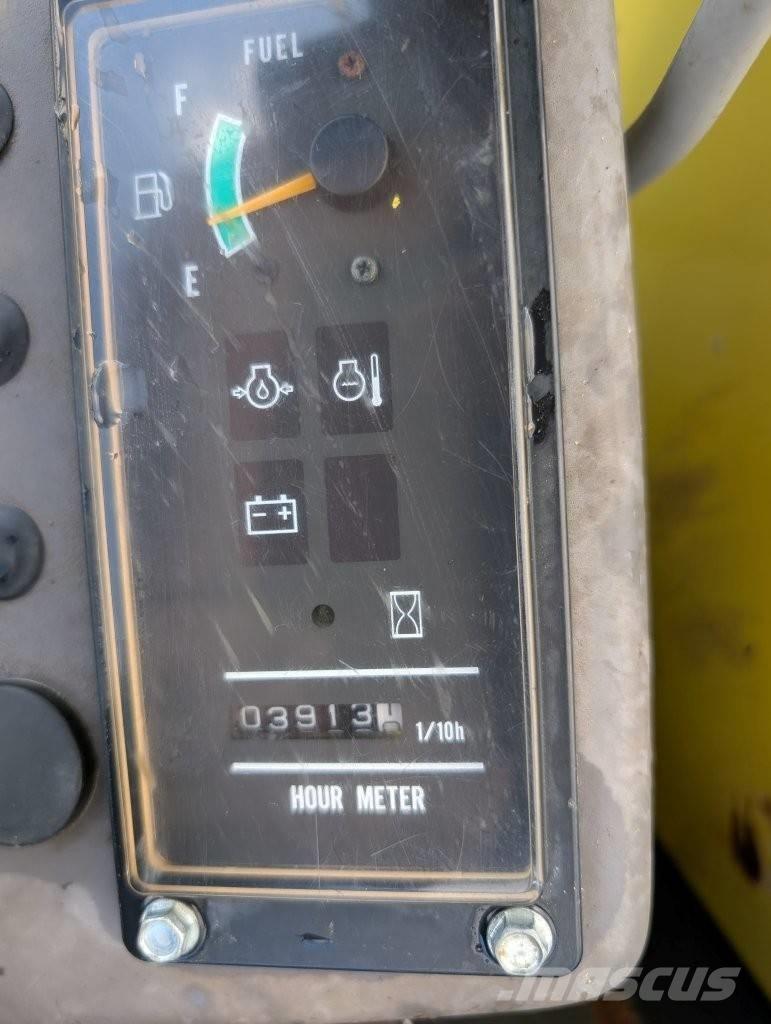 FUEL
F
E
- +
03913
1/10h
HOUR METER
MASCUS